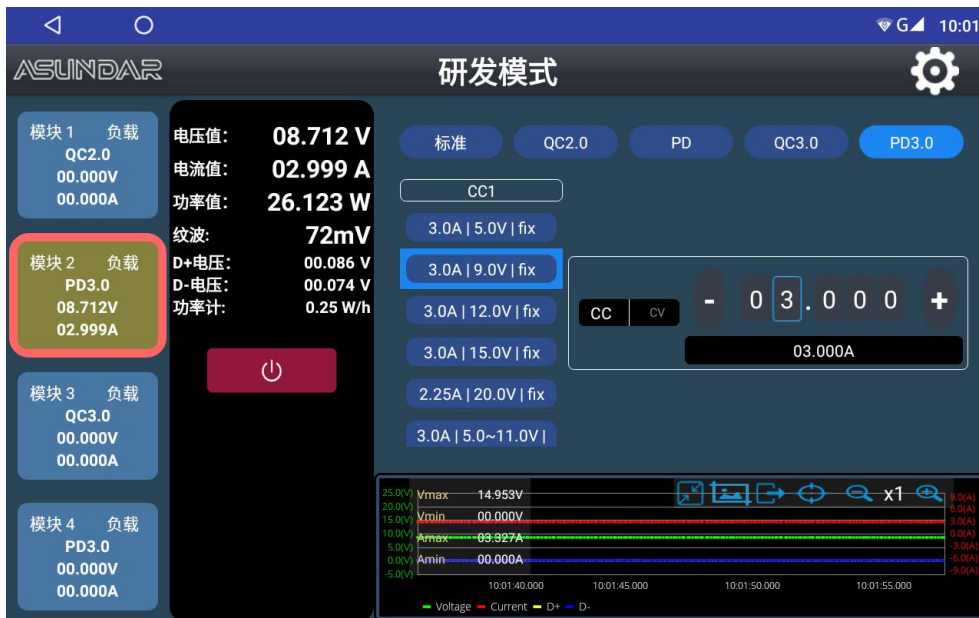 G 10:01
ASUNDAR 研发模式
模块 1 负载
QC2.0
00.000V
00.000A
模块 2 负载
PD3.0
08.712V
02.999A
模块 3 负载
QC3.0
00.000V
00.000A
模块 4 负载
PD3.0
00.000V
00.000A
电压值: 08.712 V
电流值: 02.999 A
功率值: 26.123 W
纹波: 72mV
D+电压: 00.086 V
D-电压: 00.074 V
功率计: 0.25 W/h
标准 QC2.0 PD QC3.0 PD3.0
CC1
3.0A | 5.0V | fix
3.0A | 9.0V | fix
3.0A | 12.0V | fix
3.0A | 15.0V | fix
2.25A | 20.0V | fix
3.0A | 5.0~11.0V |
CC CV - 0 3 . 0 0 0 +
03.000A
25.0(V)
20.0(V)
15.0(V)
10.0(V)
5.0(V)
0.0(V)
-5.0(V)
Vmax 14.953V
Vmin 00.000V
Amax 03.327A
Amin 00.000A
x1
9.0(A)
6.0(A)
3.0(A)
0.0(A)
-3.0(A)
-6.0(A)
-9.0(A)
10:01:40.000 10:01:45.000 10:01:50.000 10:01:55.000
Voltage Current D+ D-